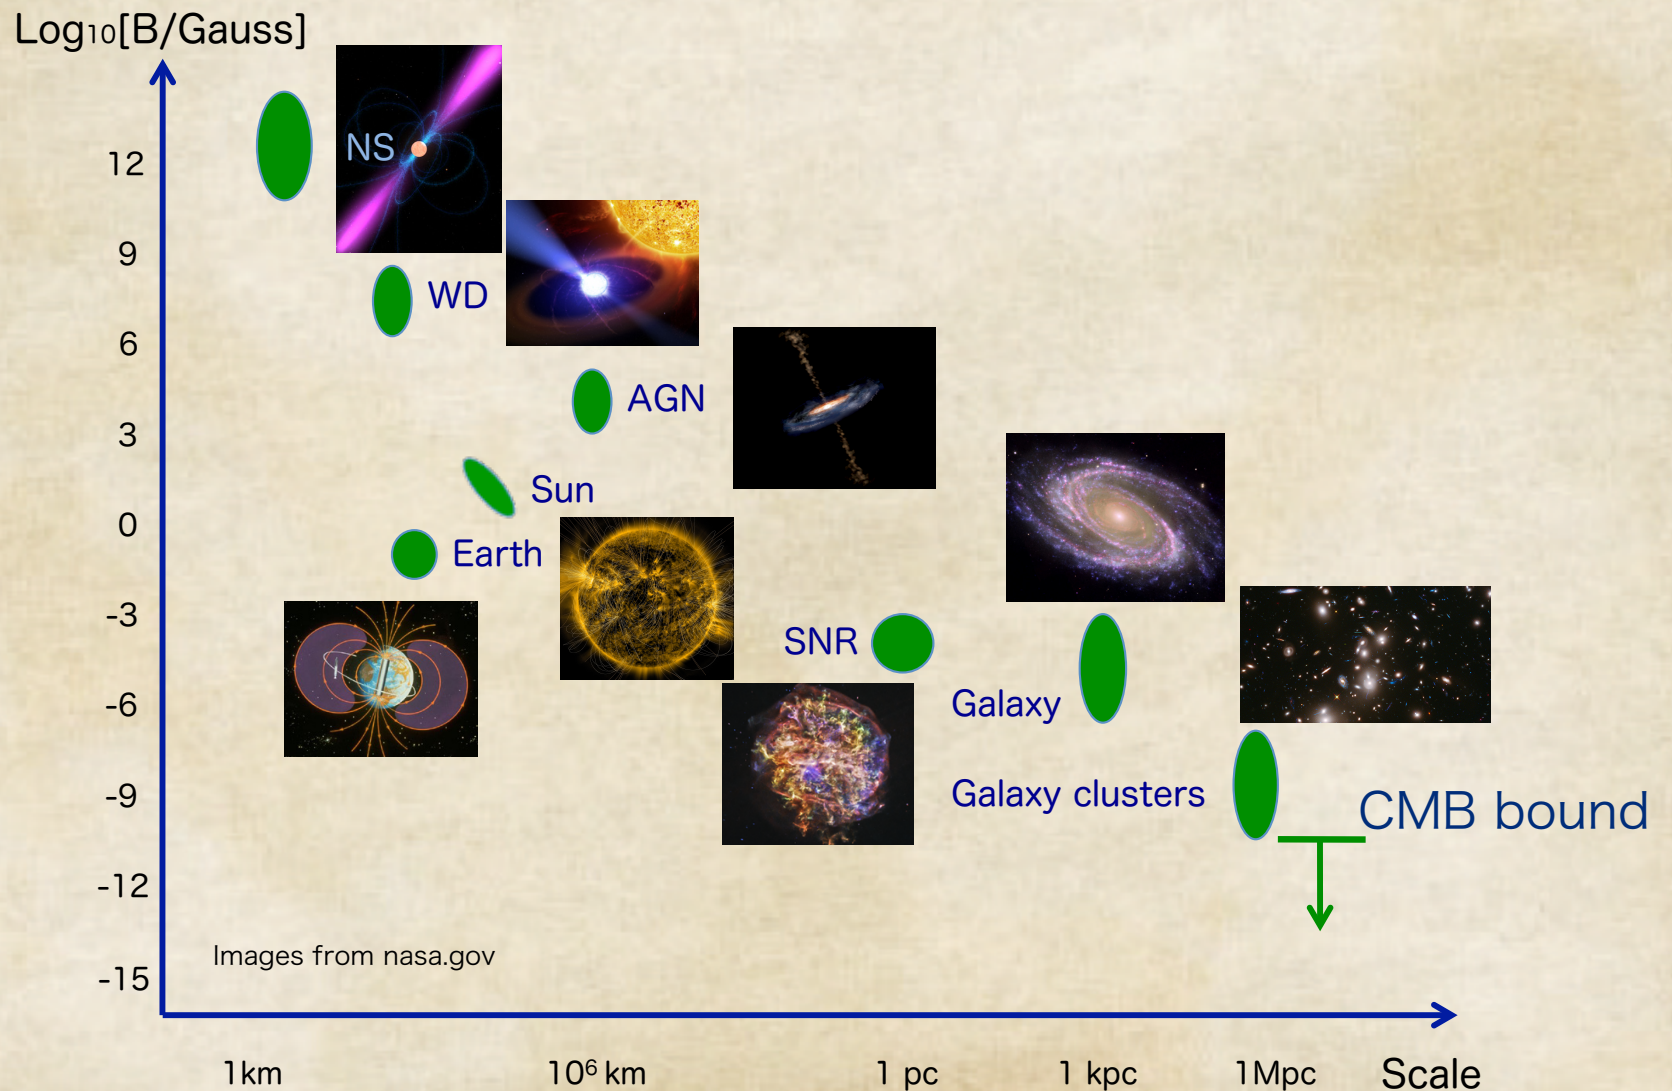 Log10[B/Gauss]
NS
12
9
WD
6
AGN
3
Sun
0
Earth
-3
SNR
-6
Galaxy
-9
Galaxy clusters
CMB bound
-12
Images from nasa.gov
-15
1km
10⁶ km
1 pc
1 kpc
1Mpc
Scale